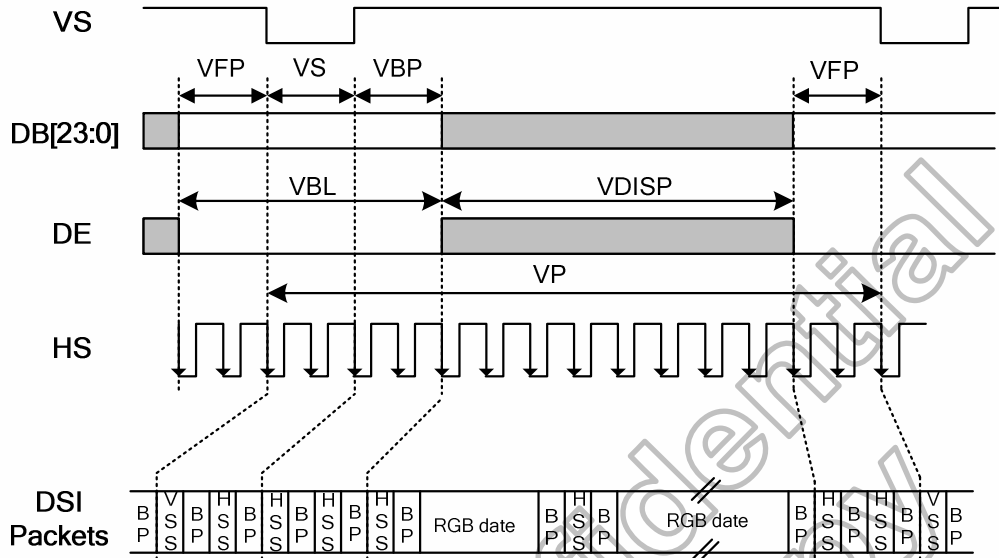 VS
VFP VS VBP VFP
DB[23:0]
VBL VDISP
DE
VP
HS
DSI Packets
BP VSS BP HSS BP HSS BP HSS BP HSS BP RGB date BP HSS BP RGB date BP HSS BP HSS BP VSS BP
fidential
py